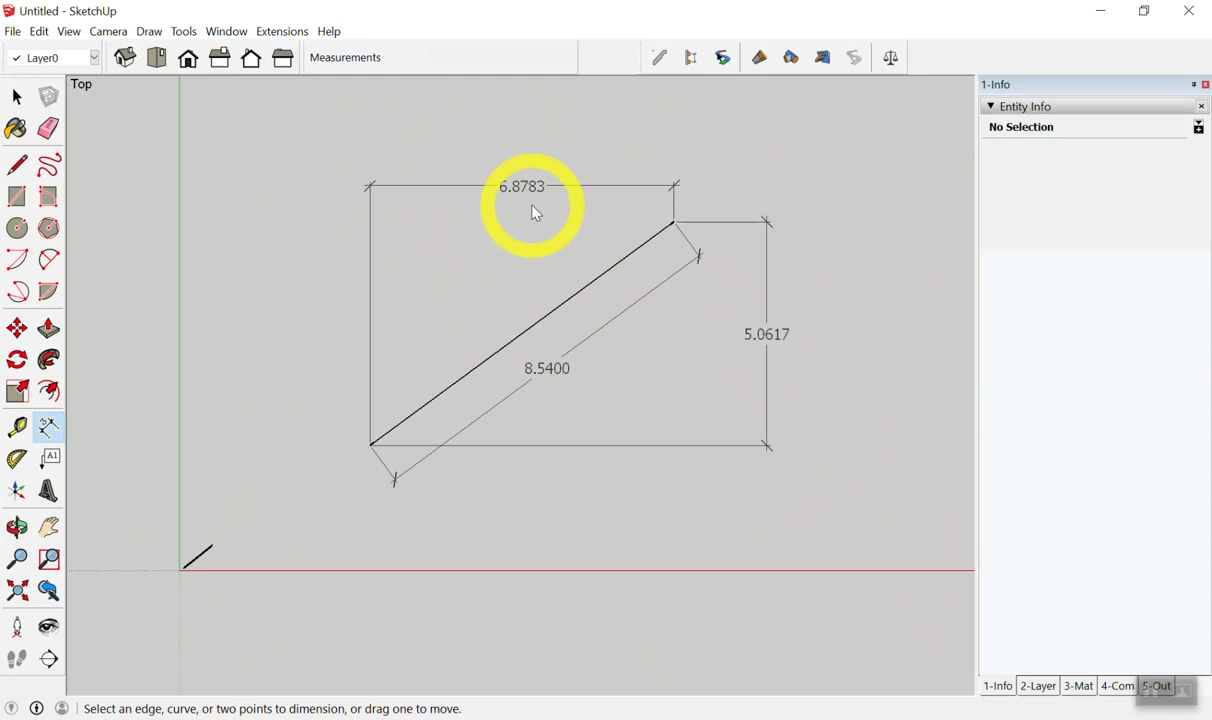 Untitled - SketchUp
File Edit View Camera Draw Tools Window Extensions Help
Layer0
Measurements
Top
1-Info
Entity Info
No Selection
6.8783
5.0617
8.5400
A1
1-Info 2-Layer 3-Mat 4-Com 5-Out
Select an edge, curve, or two points to dimension, or drag one to move.